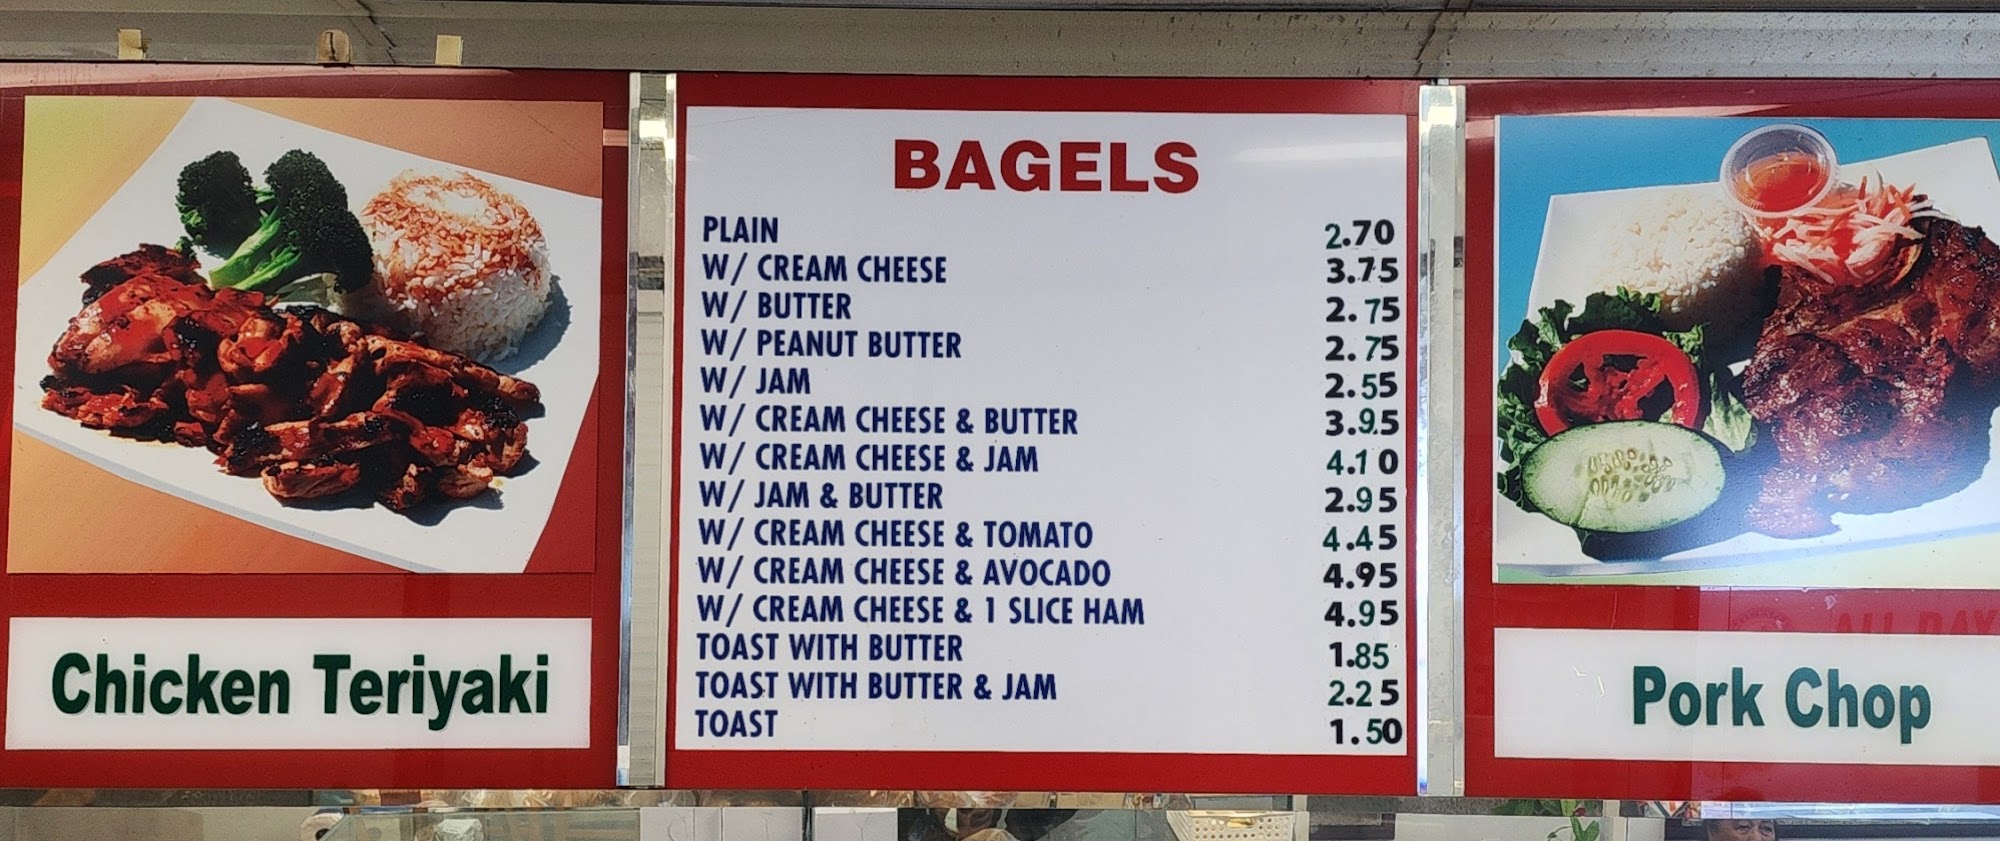 BAGELS
PLAIN 2.70
W/ CREAM CHEESE 3.75
W/ BUTTER 2.75
W/ PEANUT BUTTER 2.75
W/ JAM 2.55
W/ CREAM CHEESE & BUTTER 3.95
W/ CREAM CHEESE & JAM 4.10
W/ JAM & BUTTER 2.95
W/ CREAM CHEESE & TOMATO 4.45
W/ CREAM CHEESE & AVOCADO 4.95
W/ CREAM CHEESE & 1 SLICE HAM 4.95
TOAST WITH BUTTER 1.85
TOAST WITH BUTTER & JAM 2.25
TOAST 1.50
Chicken Teriyaki
ALL DAY
Pork Chop